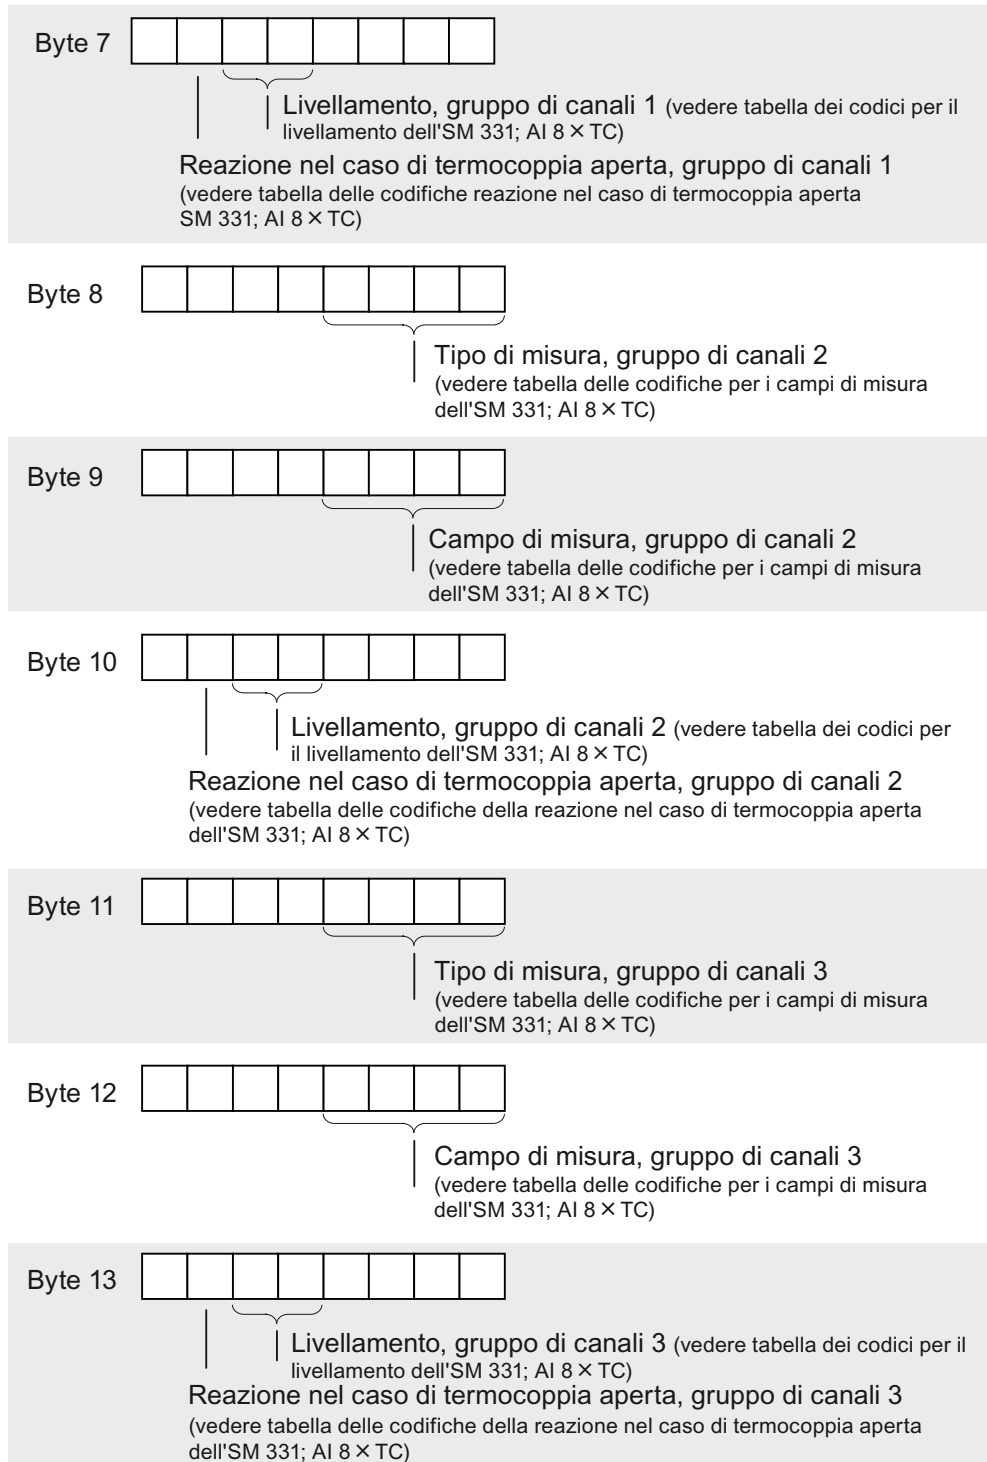 Byte 7
Livellamento, gruppo di canali 1 (vedere tabella dei codici per il
livellamento dell'SM 331; AI 8 × TC)
Reazione nel caso di termocoppia aperta, gruppo di canali 1
(vedere tabella delle codifiche reazione nel caso di termocoppia aperta
SM 331; AI 8 × TC)
Byte 8
Tipo di misura, gruppo di canali 2
(vedere tabella delle codifiche per i campi di misura
dell'SM 331; AI 8 × TC)
Byte 9
Campo di misura, gruppo di canali 2
(vedere tabella delle codifiche per i campi di misura
dell'SM 331; AI 8 × TC)
Byte 10
Livellamento, gruppo di canali 2 (vedere tabella dei codici per
il livellamento dell'SM 331; AI 8 × TC)
Reazione nel caso di termocoppia aperta, gruppo di canali 2
(vedere tabella delle codifiche della reazione nel caso di termocoppia aperta
dell'SM 331; AI 8 × TC)
Byte 11
Tipo di misura, gruppo di canali 3
(vedere tabella delle codifiche per i campi di misura
dell'SM 331; AI 8 × TC)
Byte 12
Campo di misura, gruppo di canali 3
(vedere tabella delle codifiche per i campi di misura
dell'SM 331; AI 8 × TC)
Byte 13
Livellamento, gruppo di canali 3 (vedere tabella dei codici per il
livellamento dell'SM 331; AI 8 × TC)
Reazione nel caso di termocoppia aperta, gruppo di canali 3
(vedere tabella delle codifiche della reazione nel caso di termocoppia aperta
dell'SM 331; AI 8 × TC)